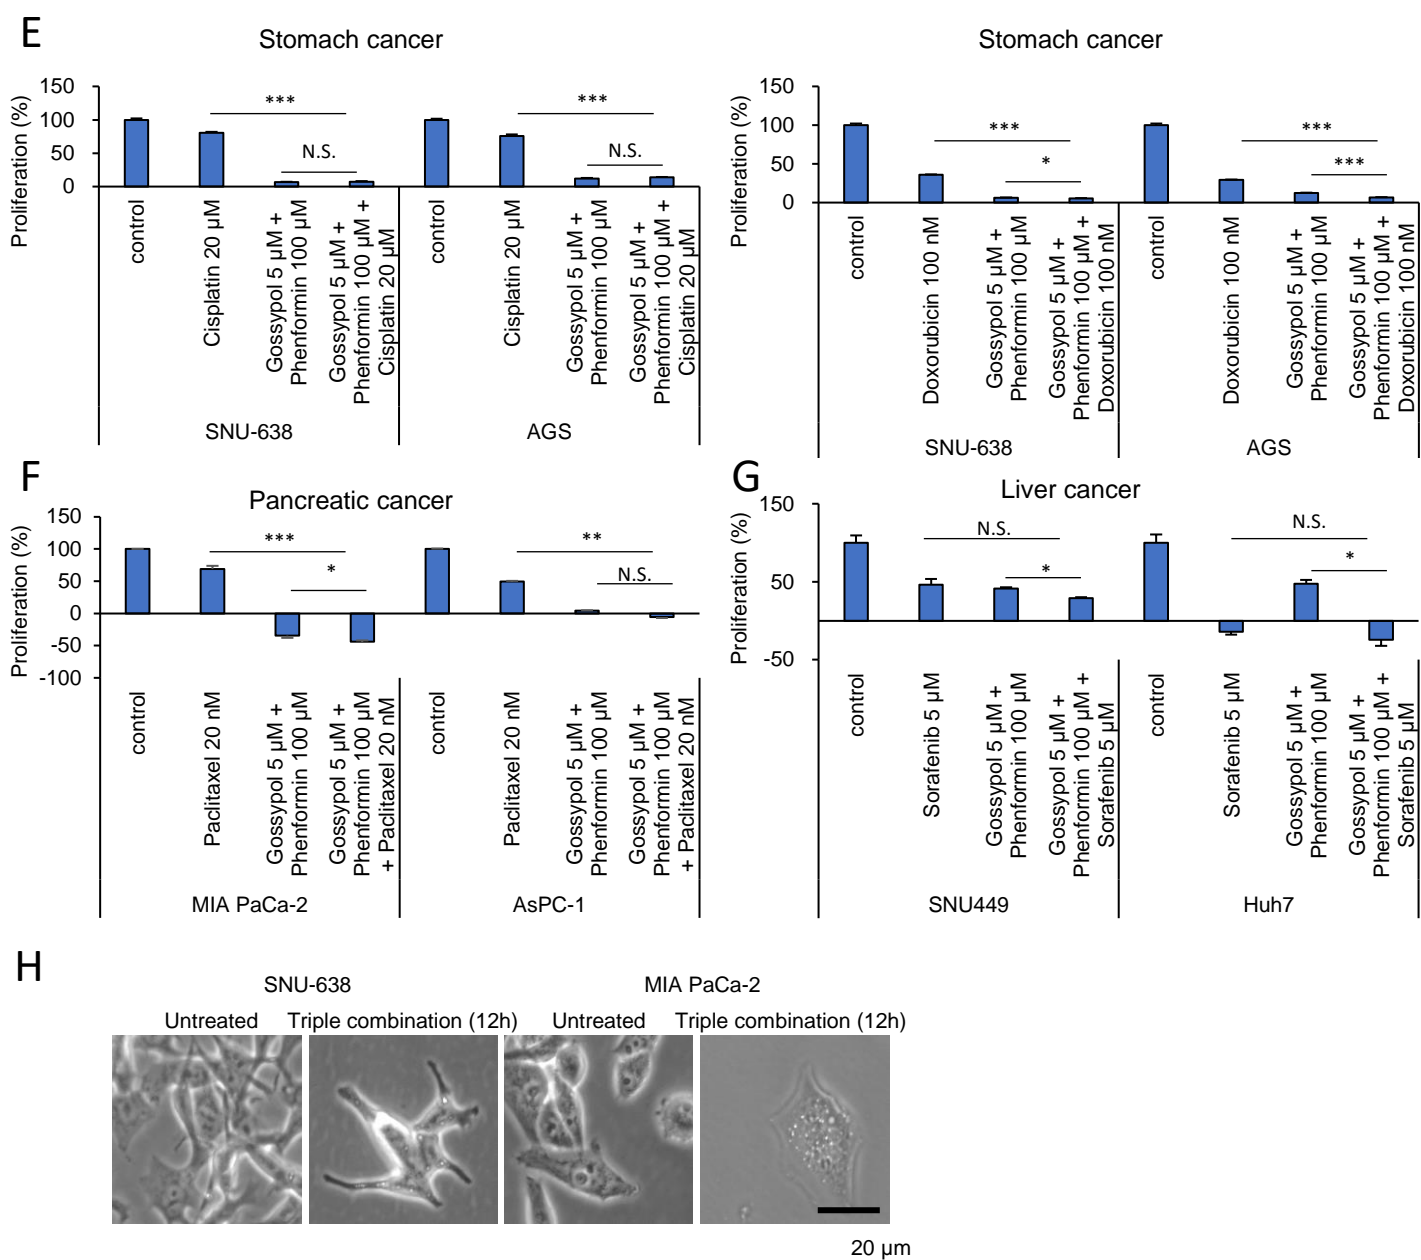 E
Stomach cancer
Proliferation (%)
150
100
50
0
***
N.S.
***
N.S.
control
Cisplatin 20 µM
Gossypol 5 µM +
Phenformin 100 µM
Gossypol 5 µM +
Phenformin 100 µM +
Cisplatin 20 µM
control
Cisplatin 20 µM
Gossypol 5 µM +
Phenformin 100 µM
Gossypol 5 µM +
Phenformin 100 µM +
Cisplatin 20 µM
SNU-638
AGS
Stomach cancer
Proliferation (%)
150
100
50
0
***
*
***
***
control
Doxorubicin 100 nM
Gossypol 5 µM +
Phenformin 100 µM
Gossypol 5 µM +
Phenformin 100 µM +
Doxorubicin 100 nM
control
Doxorubicin 100 nM
Gossypol 5 µM +
Phenformin 100 µM
Gossypol 5 µM +
Phenformin 100 µM +
Doxorubicin 100 nM
SNU-638
AGS
F
Pancreatic cancer
Proliferation (%)
150
100
50
0
-50
-100
***
*
**
N.S.
control
Paclitaxel 20 nM
Gossypol 5 µM +
Phenformin 100 µM
Gossypol 5 µM +
Phenformin 100 µM
+ Paclitaxel 20 nM
control
Paclitaxel 20 nM
Gossypol 5 µM +
Phenformin 100 µM
Gossypol 5 µM +
Phenformin 100 µM
+ Paclitaxel 20 nM
MIA PaCa-2
AsPC-1
G
Liver cancer
Proliferation (%)
150
50
-50
N.S.
*
N.S.
*
control
Sorafenib 5 µM
Gossypol 5 µM +
Phenformin 100 µM
Gossypol 5 µM +
Phenformin 100 µM +
Sorafenib 5 µM
control
Sorafenib 5 µM
Gossypol 5 µM +
Phenformin 100 µM
Gossypol 5 µM +
Phenformin 100 µM +
Sorafenib 5 µM
SNU449
Huh7
H
SNU-638
MIA PaCa-2
Untreated
Triple combination (12h)
Untreated
Triple combination (12h)
20 µm